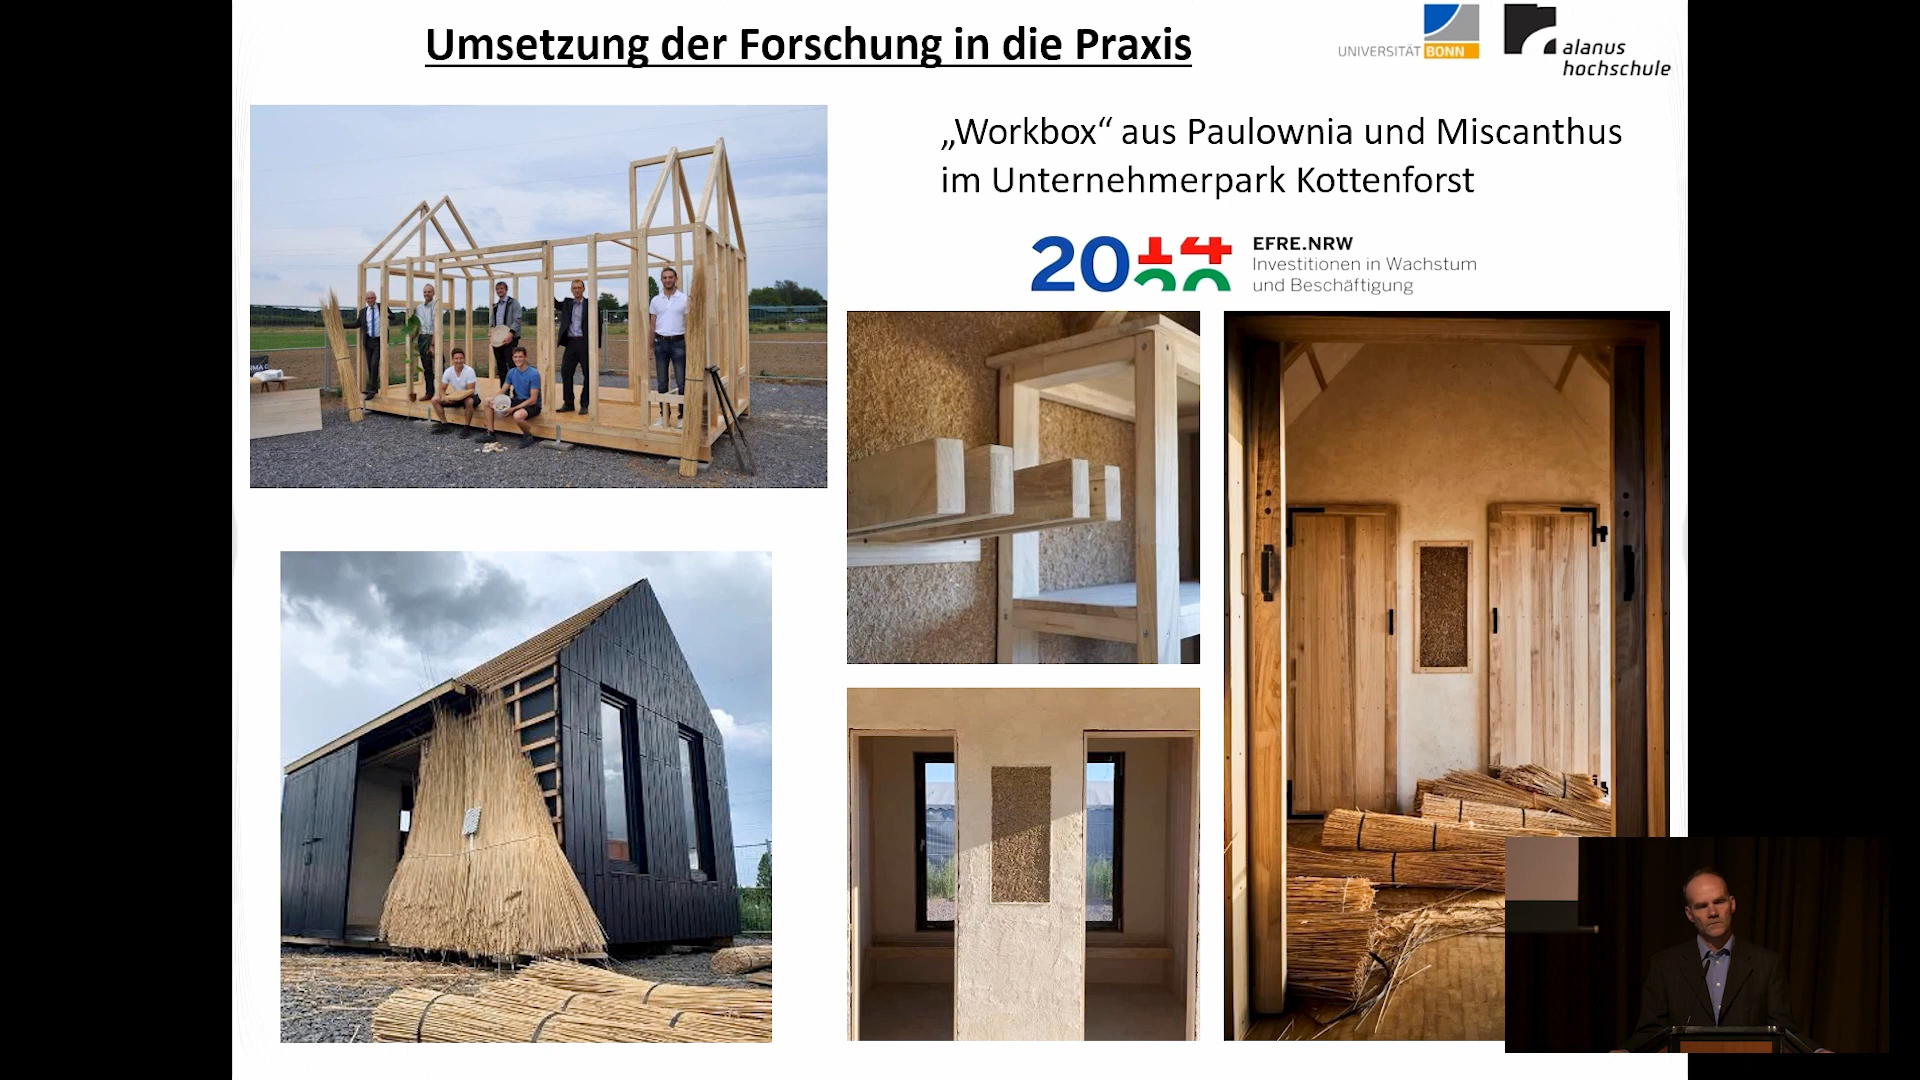 Umsetzung der Forschung in die Praxis
UNIVERSITÄT BONN
alanus
hochschule
„Workbox“ aus Paulownia und Miscanthus
im Unternehmerpark Kottenforst
2014
2020
EFRE.NRW
Investitionen in Wachstum
und Beschäftigung